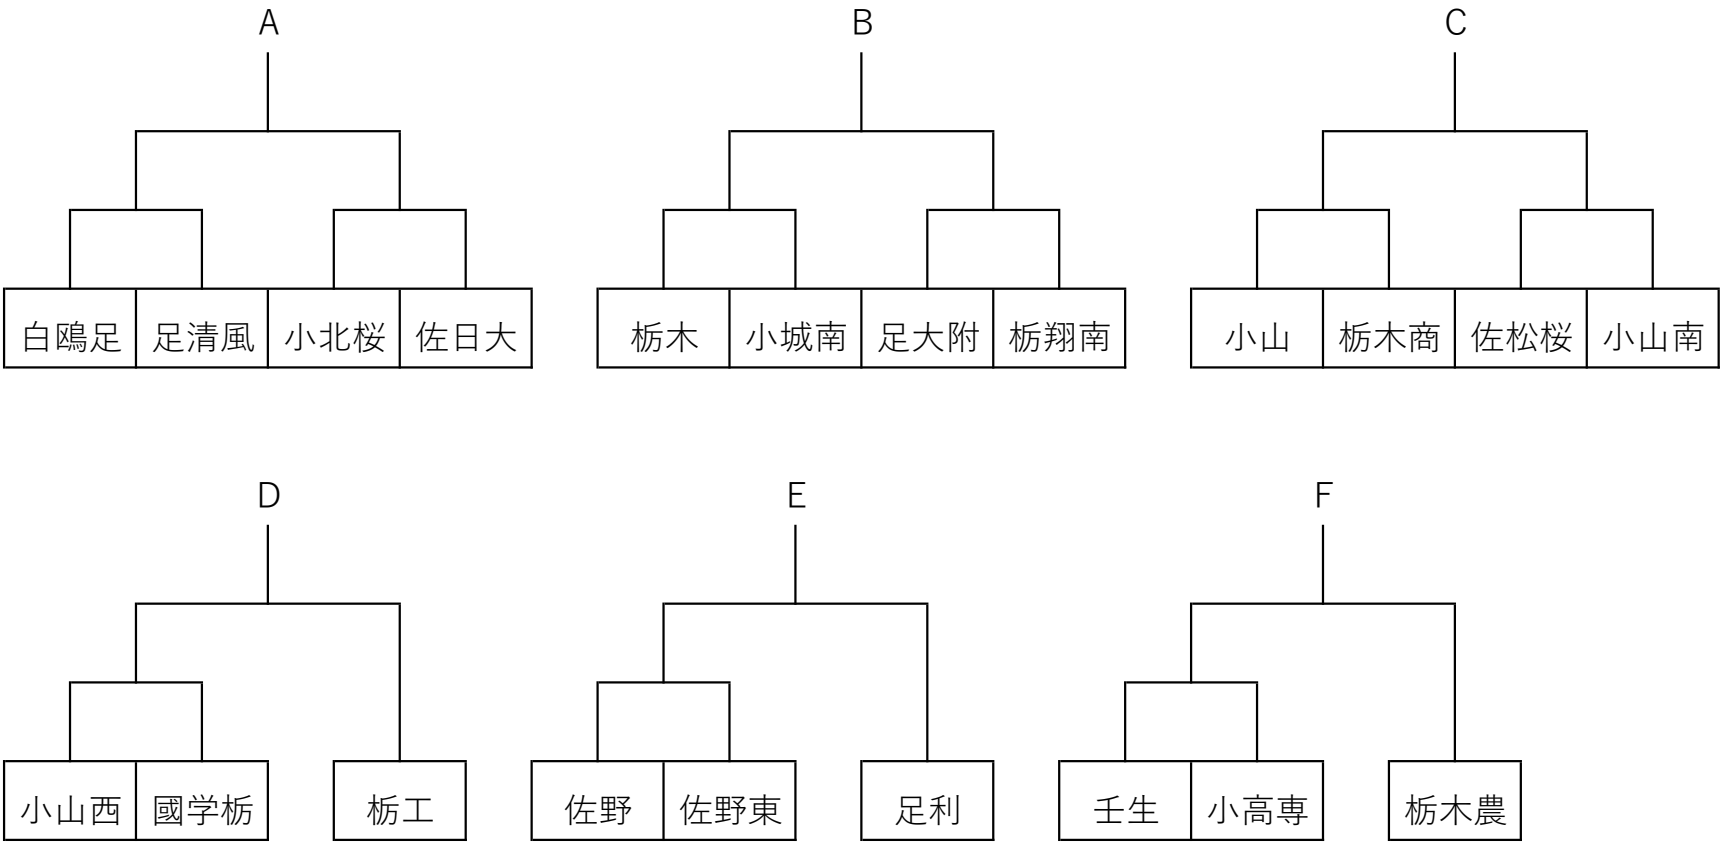 A B C
白鴎足 足清風 小北桜 佐日大 栃木 小城南 足大附 栃翔南 小山 栃木商 佐松桜 小山南
D E F
小山西 國学栃 栃工 佐野 佐野東 足利 壬生 小高専 栃木農